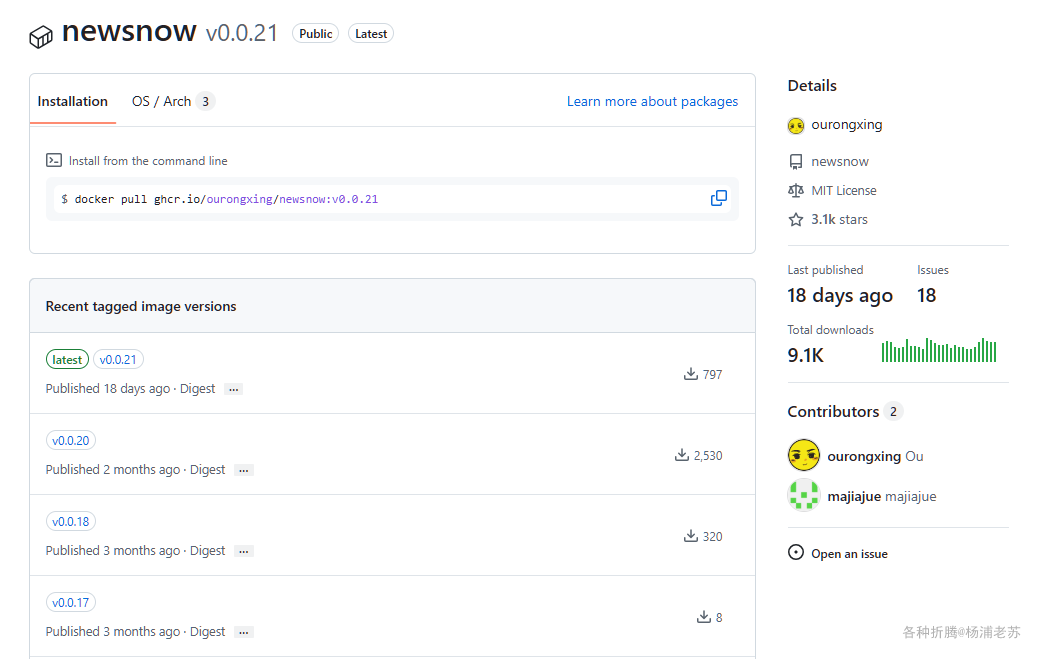 newsnow v0.0.21 Public Latest
Installation OS / Arch 3 Learn more about packages
Install from the command line
$ docker pull ghcr.io/ourongxing/newsnow:v0.0.21
Recent tagged image versions
latest v0.0.21
Published 18 days ago · Digest ...
797
v0.0.20
Published 2 months ago · Digest ...
2,530
v0.0.18
Published 3 months ago · Digest ...
320
v0.0.17
Published 3 months ago · Digest ...
8
Details
ourongxing
newsnow
MIT License
3.1k stars
Last published Issues
18 days ago 18
Total downloads
9.1K
Contributors 2
ourongxing Ou
majiajue majiajue
Open an issue
各种折腾@杨浦老苏